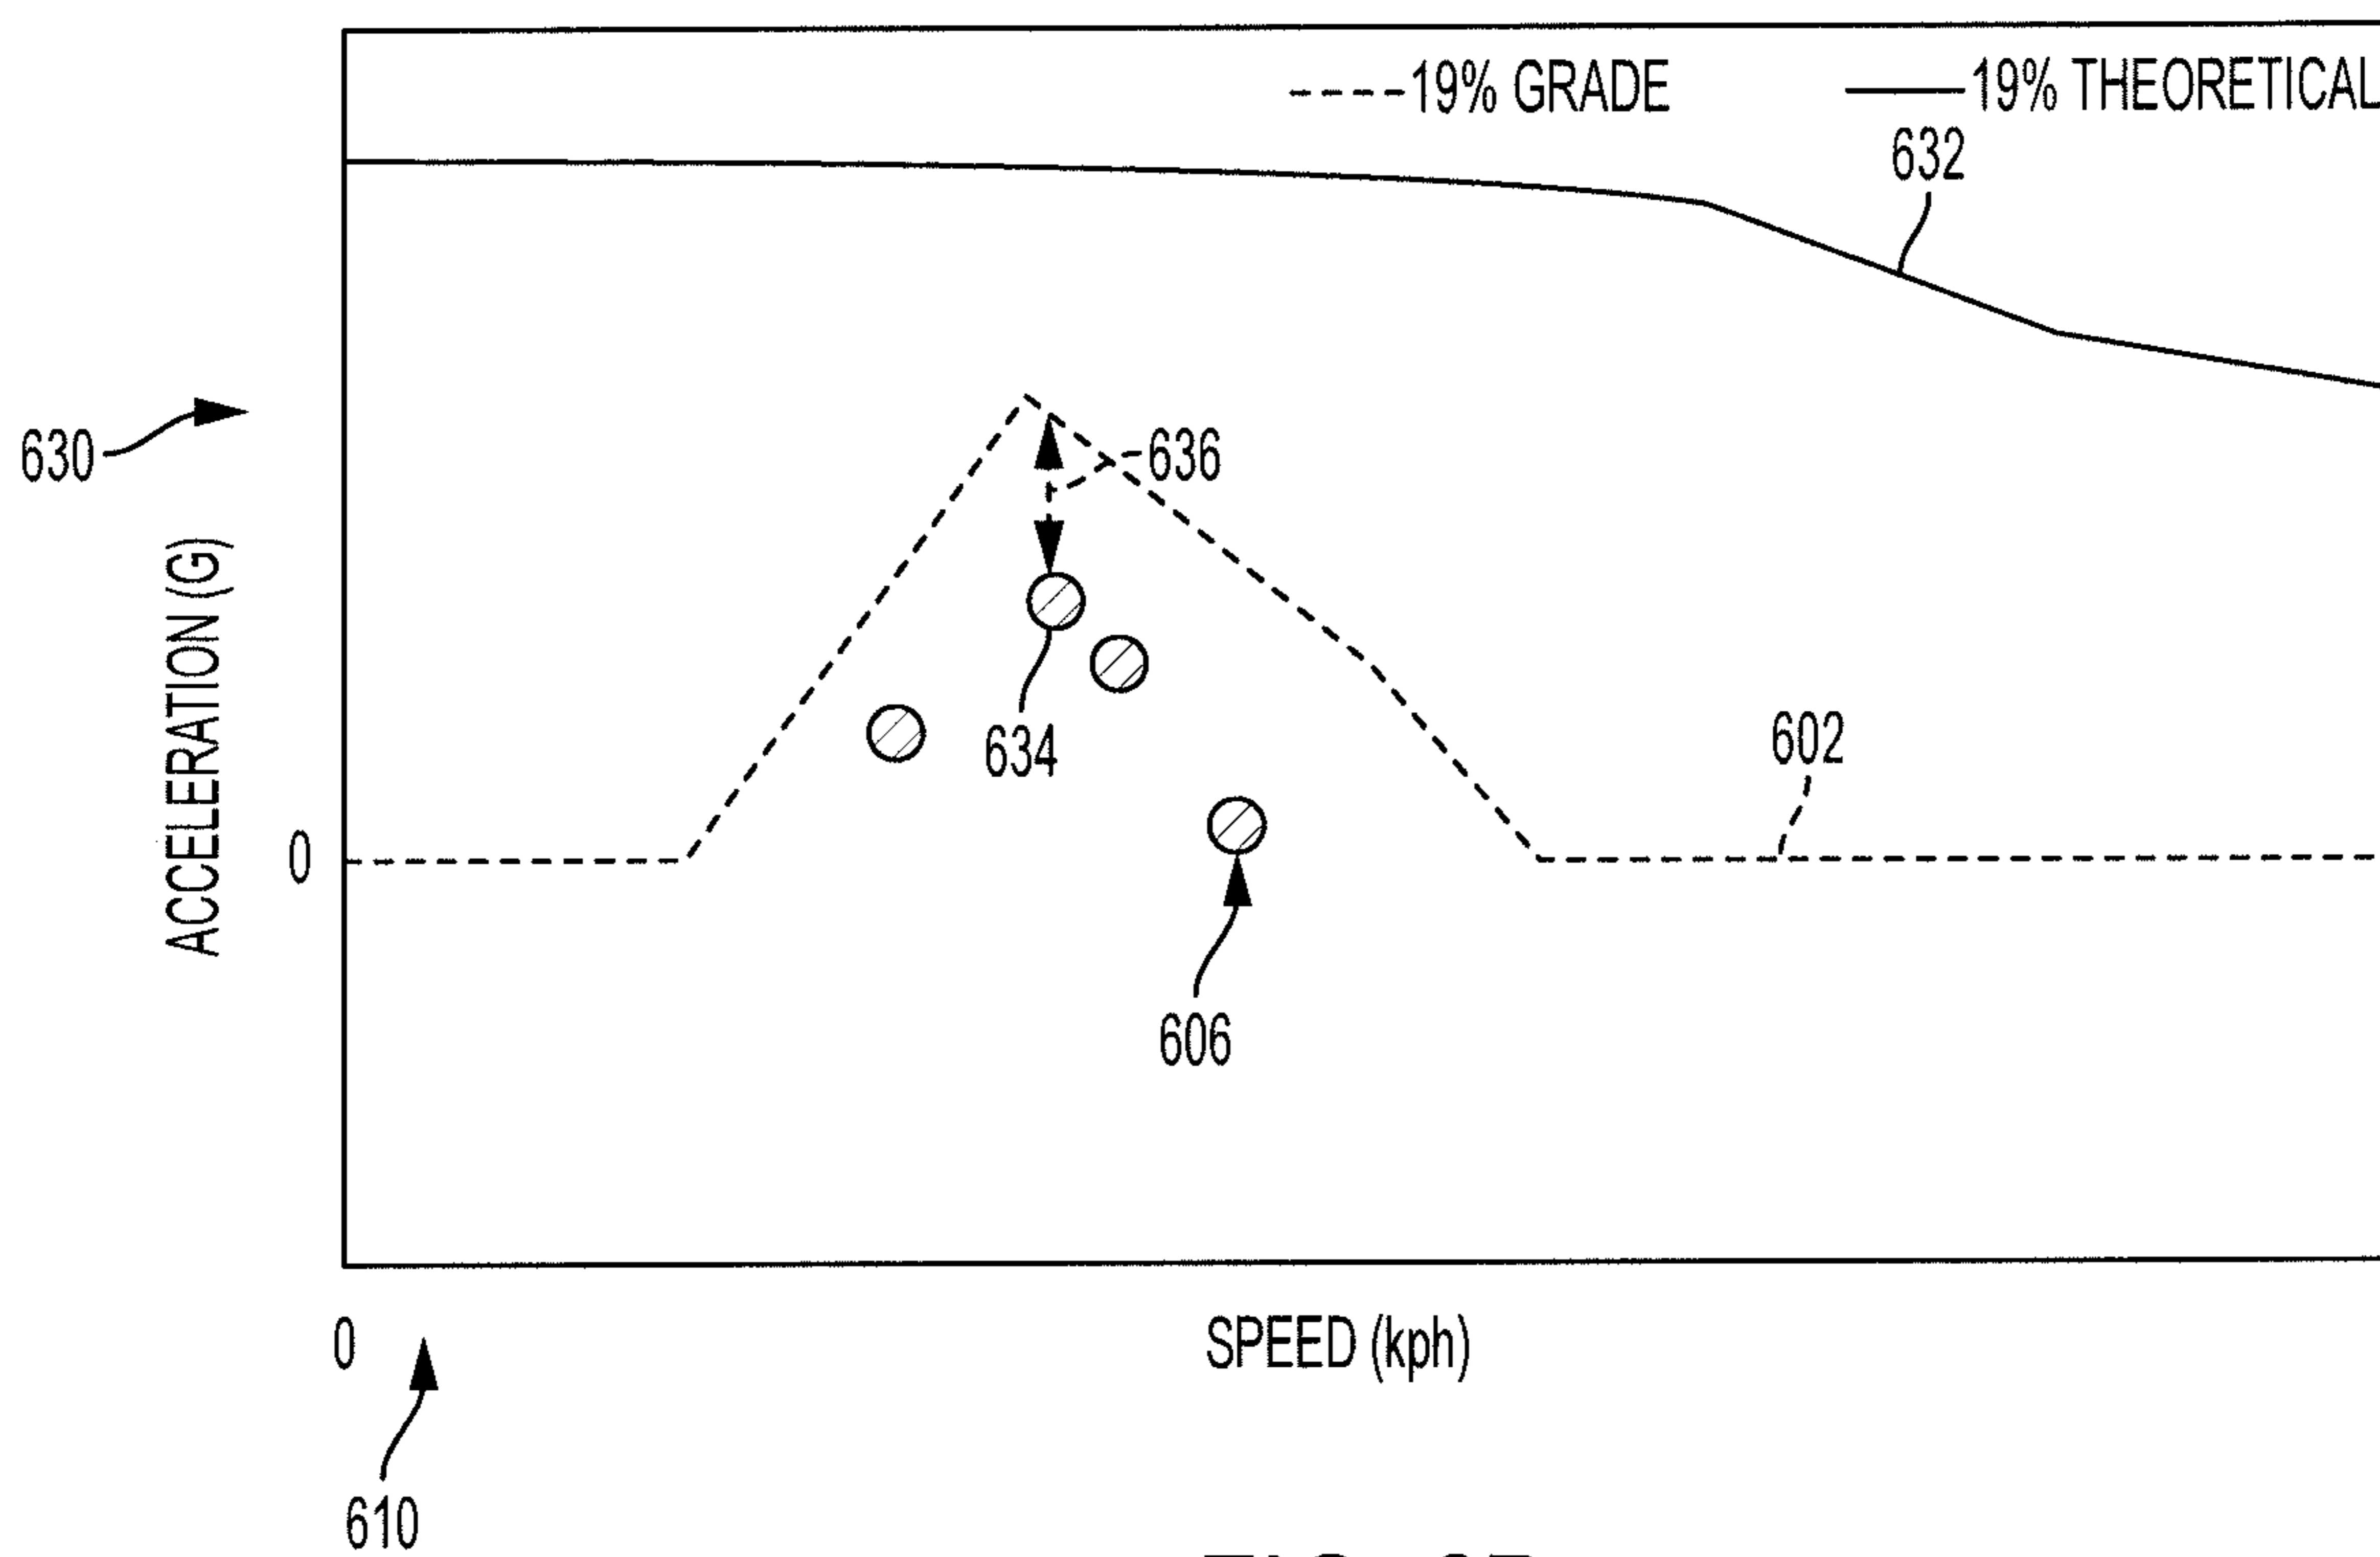 19% GRADE
19% THEORETICAL
632
630
636
ACCELERATION (G)
634
602
0
606
0
SPEED (kph)
610